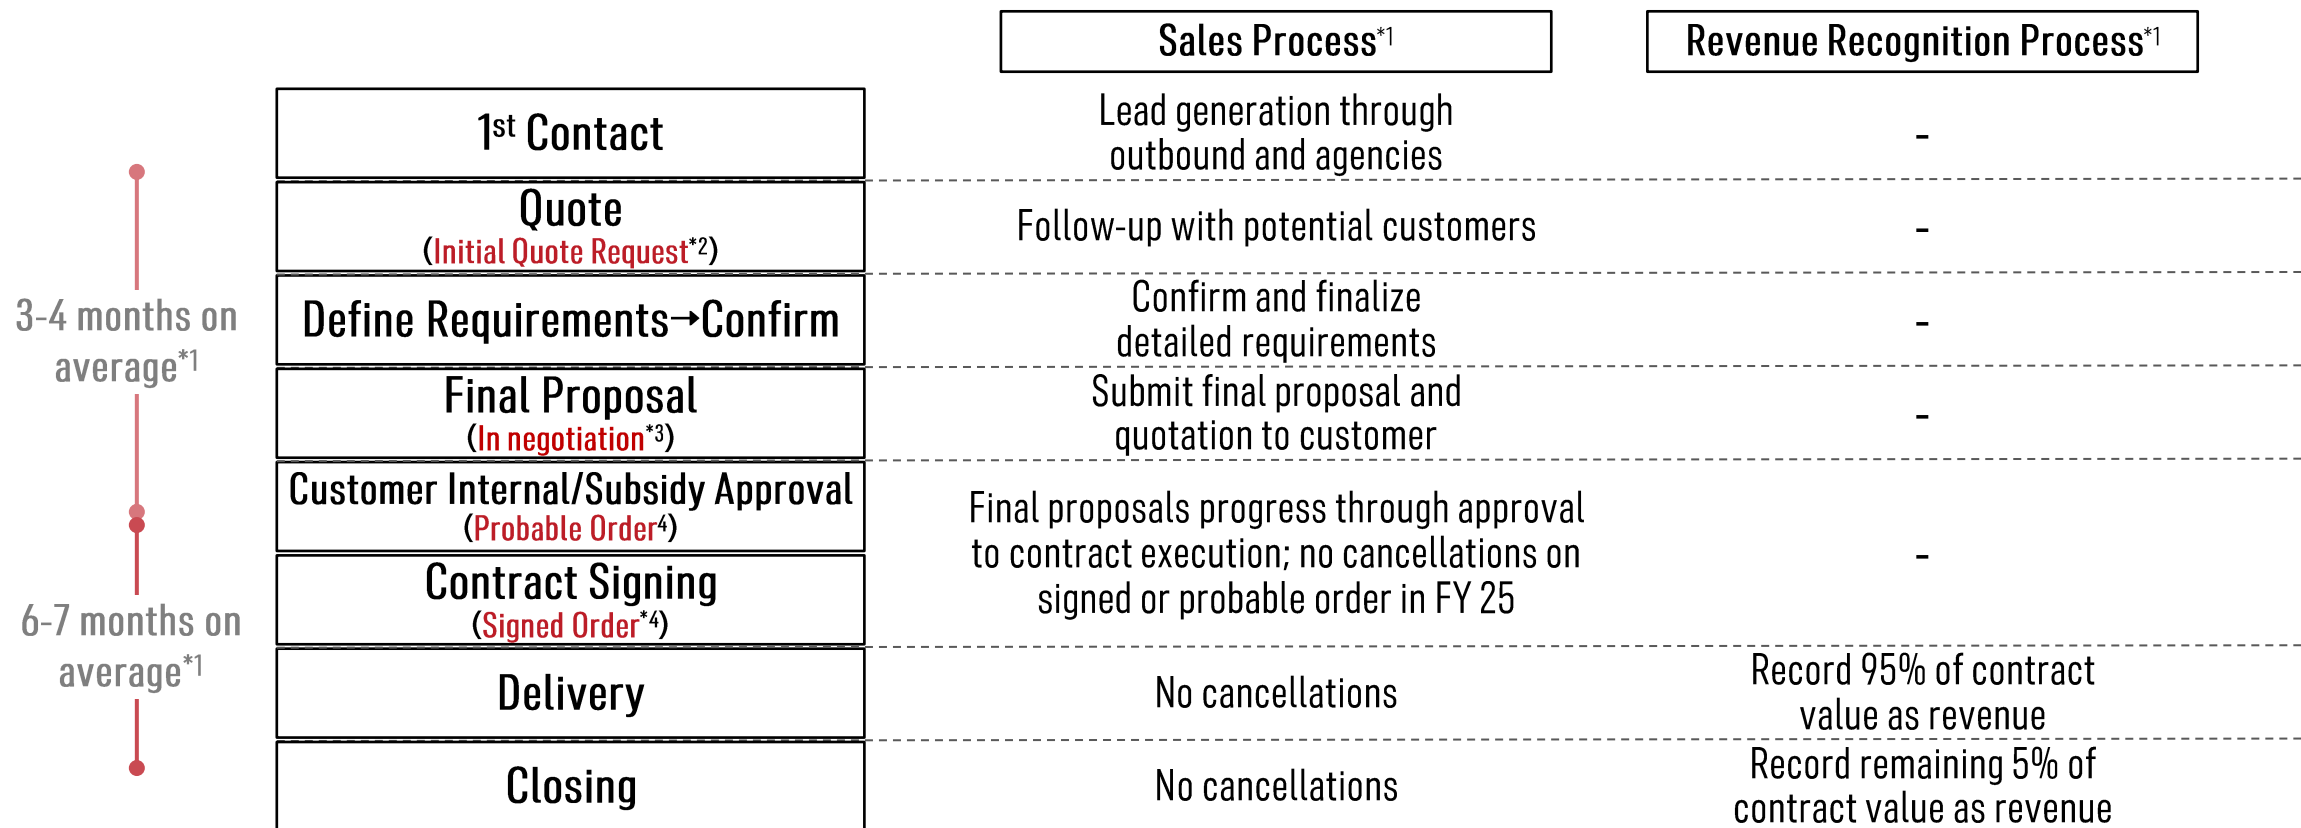 Sales Process*1
Revenue Recognition Process*1
1st Contact
Lead generation through
outbound and agencies
-
Quote
(Initial Quote Request*2)
Follow-up with potential customers
-
3-4 months on
average*1
Define Requirements→Confirm
Confirm and finalize
detailed requirements
-
Final Proposal
(In negotiation*3)
Submit final proposal and
quotation to customer
-
Customer Internal/Subsidy Approval
(Probable Order4)
Final proposals progress through approval
to contract execution; no cancellations on
signed or probable order in FY 25
-
Contract Signing
(Signed Order*4)
6-7 months on
average*1
Delivery
No cancellations
Record 95% of contract
value as revenue
Closing
No cancellations
Record remaining 5% of
contract value as revenue